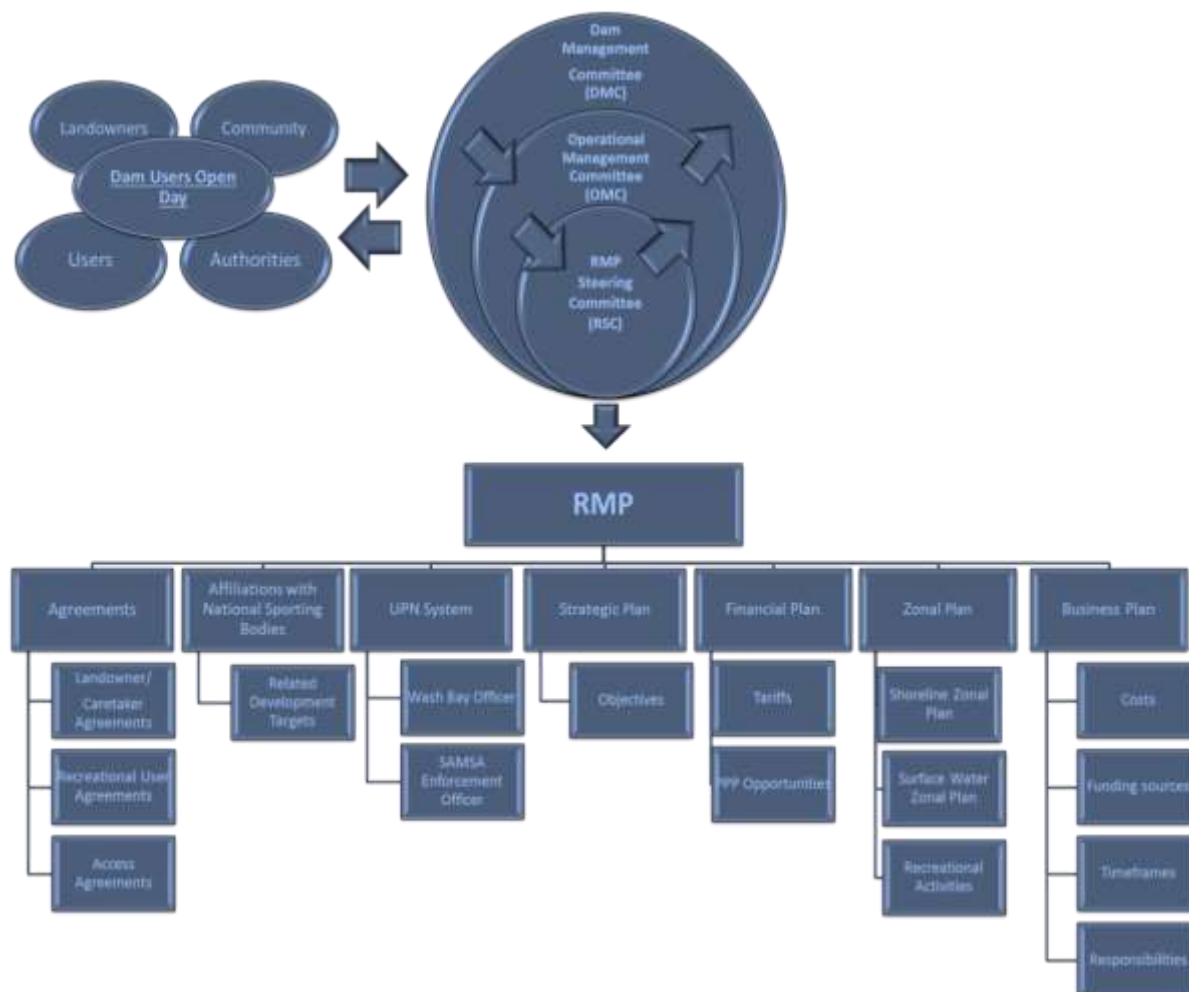 Dam
Management
Committee
(DMC)
Landowners
Community
Dam Users Open
Day
Users
Authorities
Operational
Management
Committee
(OMC)
RMP
Steering
Committee
(RSC)
RMP
Agreements
Affiliations with
National Sporting
Bodies
UPN System
Strategic Plan
Financial Plan
Zonal Plan
Business Plan
Landowner/
Caretaker
Agreements
Recreational User
Agreements
Access
Agreements
Related
Development
Targets
Wash Bay Officer
SAMSA
Enforcement
Officer
Objectives
Tariffs
PPP Opportunities
Shoreline Zonal
Plan
Surface Water
Zonal Plan
Recreational
Activities
Costs
Funding sources
Timeframes
Responsibilities